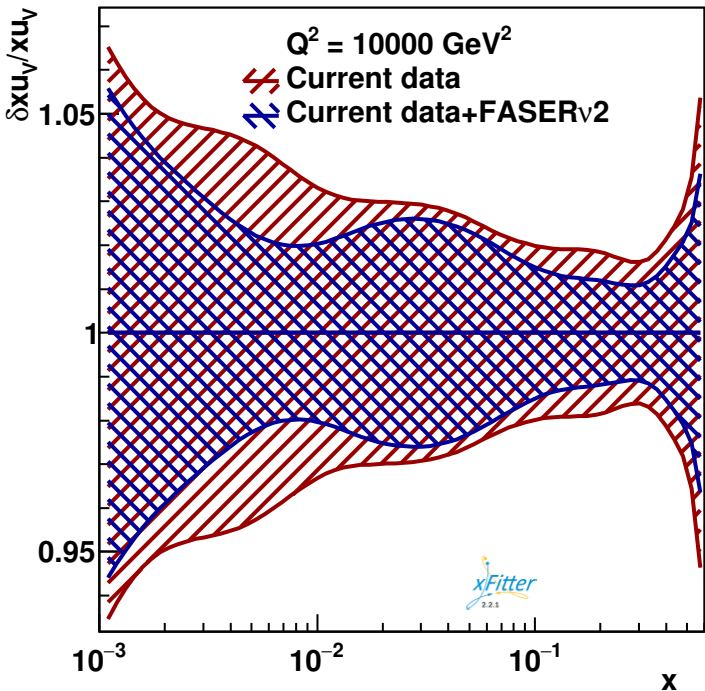 δxu_V/xu_V
Q² = 10000 GeV²
Current data
Current data+FASERν2
1.05
1
0.95
xFitter
2.2.1
10⁻³
10⁻²
10⁻¹
x